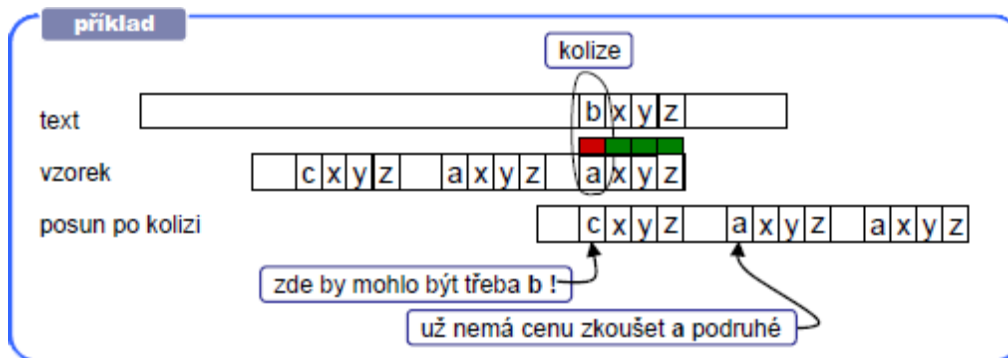 příklad
kolize
text b x y z
vzorek c x y z a x y z a x y z
posun po kolizi c x y z a x y z a x y z
zde by mohlo být třeba b !
už nemá cenu zkoušet a podruhé